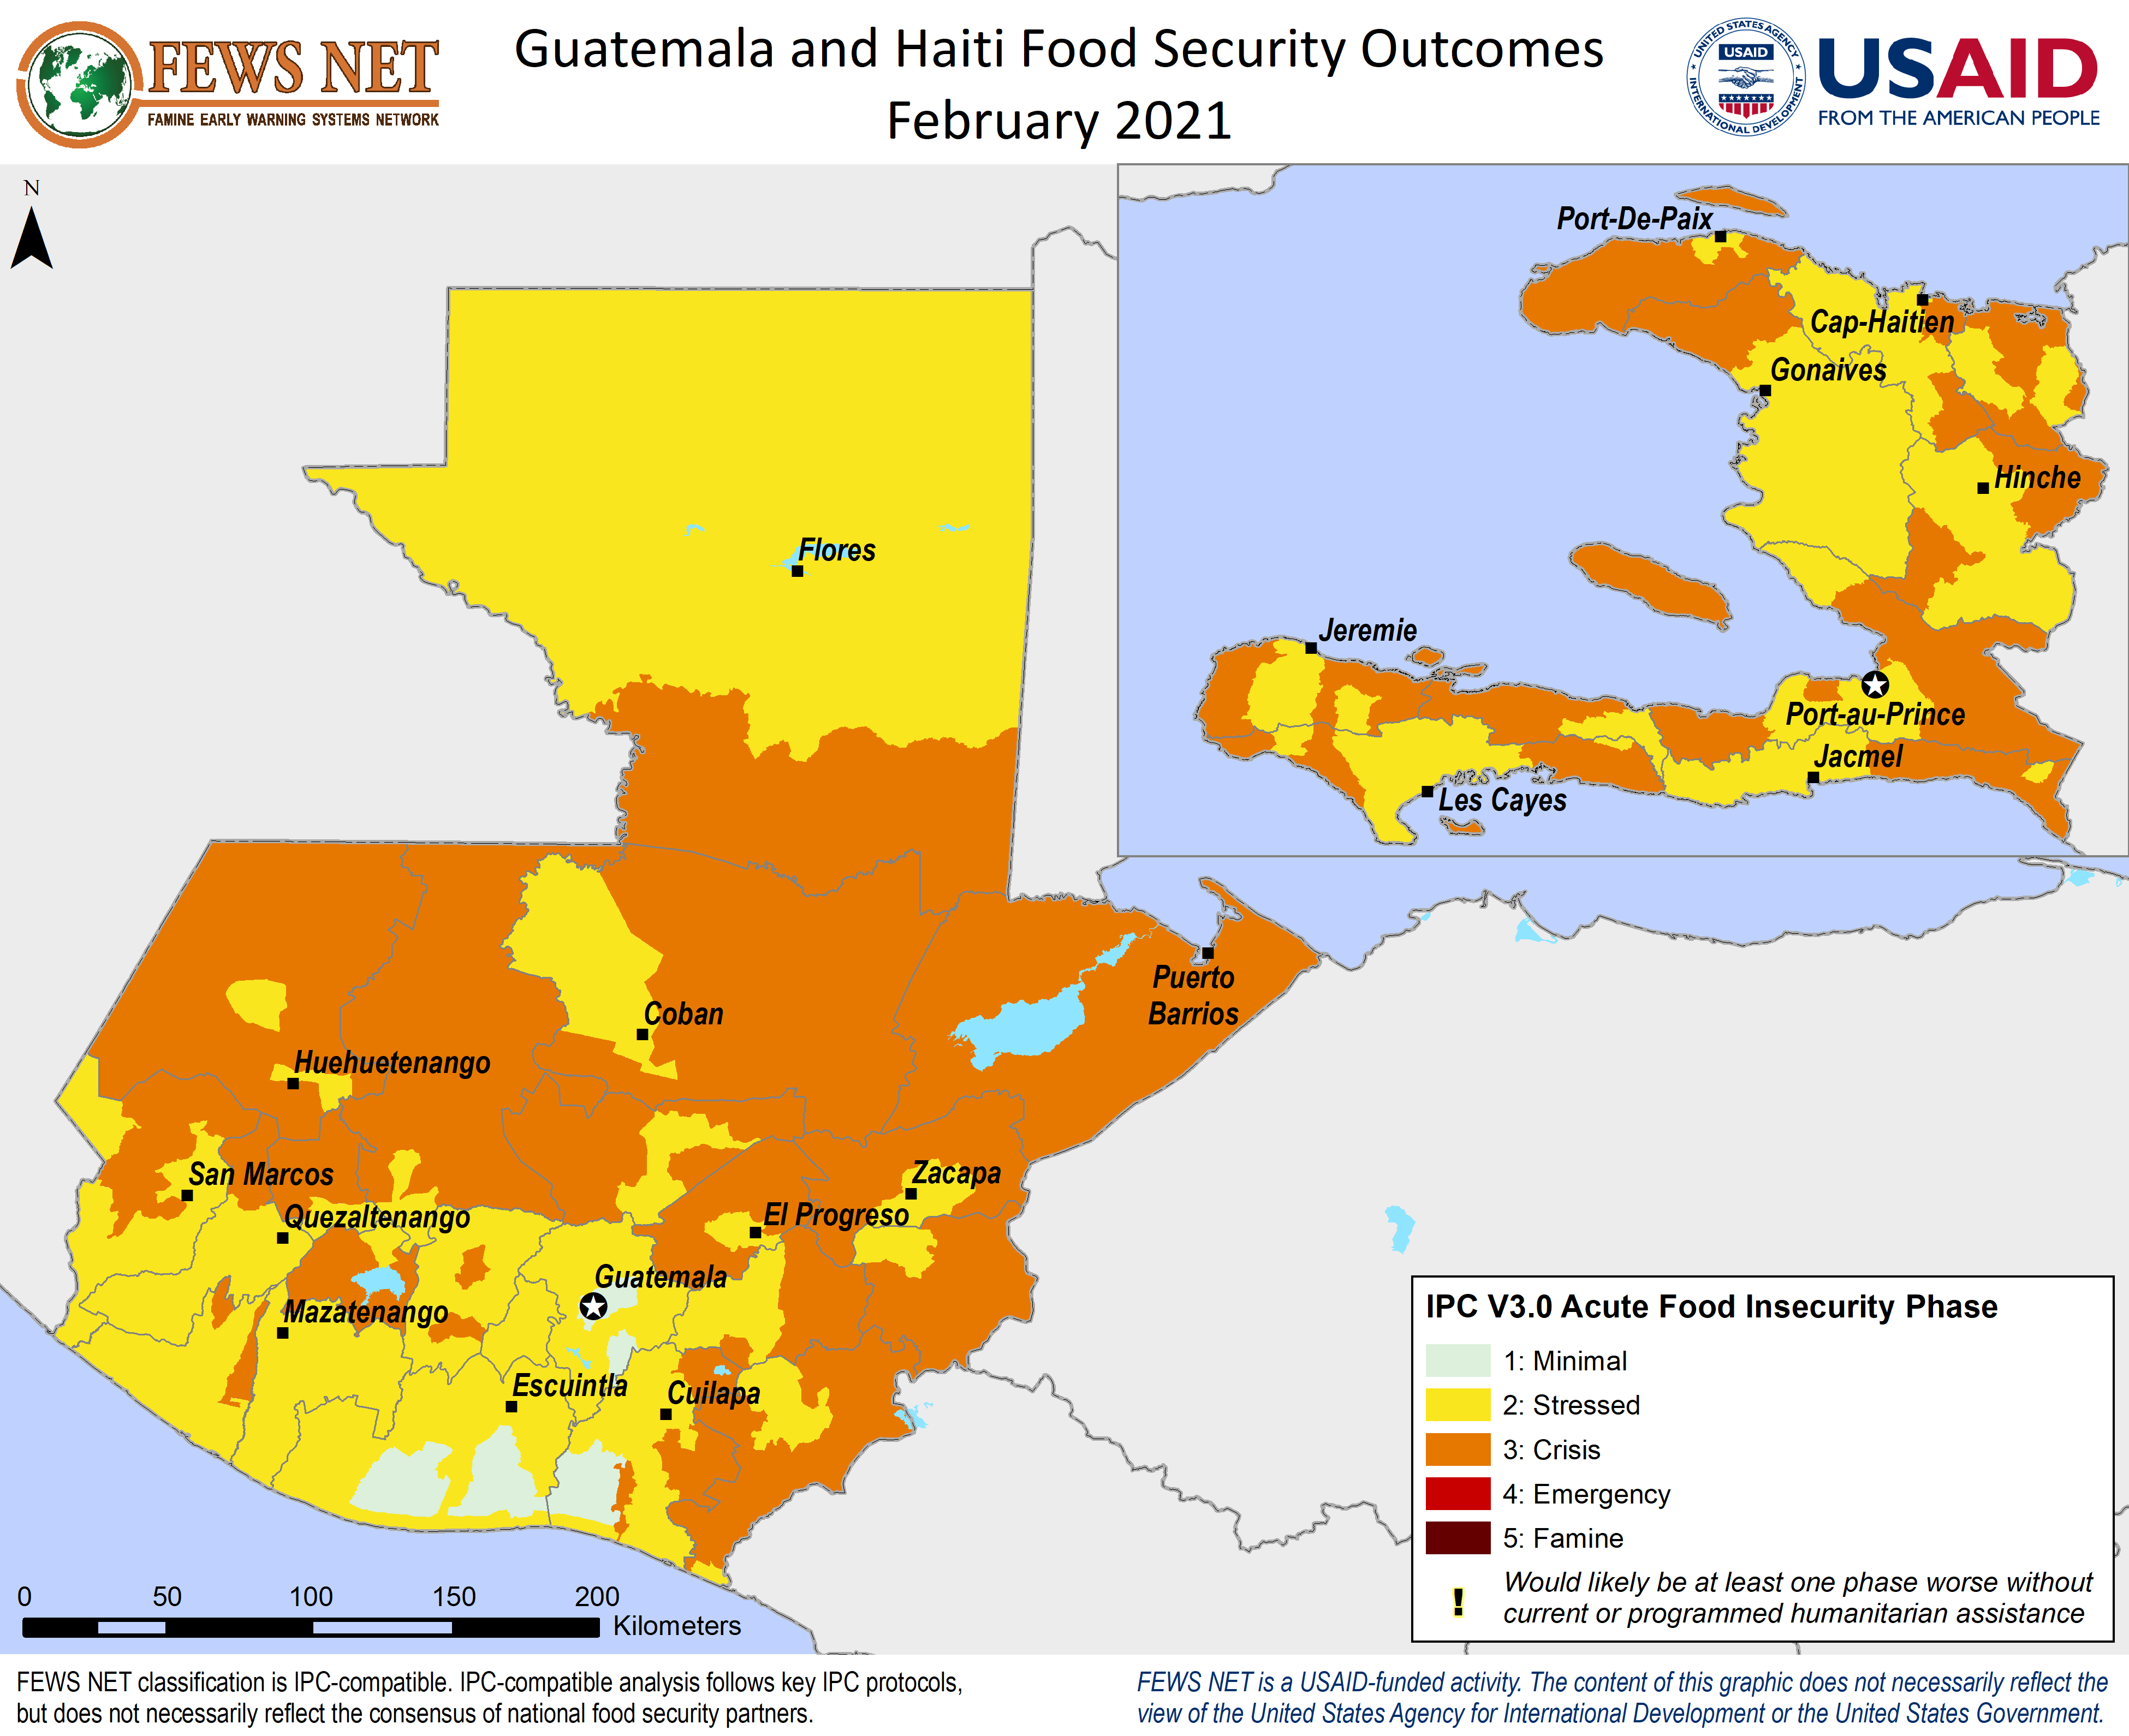 FEWS NET
FAMINE EARLY WARNING SYSTEMS NETWORK
Guatemala and Haiti Food Security Outcomes
February 2021
UNITED STATES AGENCY
USAID
INTERNATIONAL DEVELOPMENT
USAID
FROM THE AMERICAN PEOPLE
N
Port-De-Paix
Cap-Haitien
Gonaives
Hinche
Jeremie
Port-au-Prince
Jacmel
Les Cayes
Flores
Puerto
Barrios
Coban
Huehuetenango
San Marcos
Zacapa
Quezaltenango
El Progreso
Guatemala
Mazatenango
Escuintla
Cuilapa
IPC V3.0 Acute Food Insecurity Phase
1: Minimal
2: Stressed
3: Crisis
4: Emergency
5: Famine
! Would likely be at least one phase worse without
current or programmed humanitarian assistance
0 50 100 150 200
Kilometers
FEWS NET classification is IPC-compatible. IPC-compatible analysis follows key IPC protocols,
but does not necessarily reflect the consensus of national food security partners.
FEWS NET is a USAID-funded activity. The content of this graphic does not necessarily reflect the
view of the United States Agency for International Development or the United States Government.